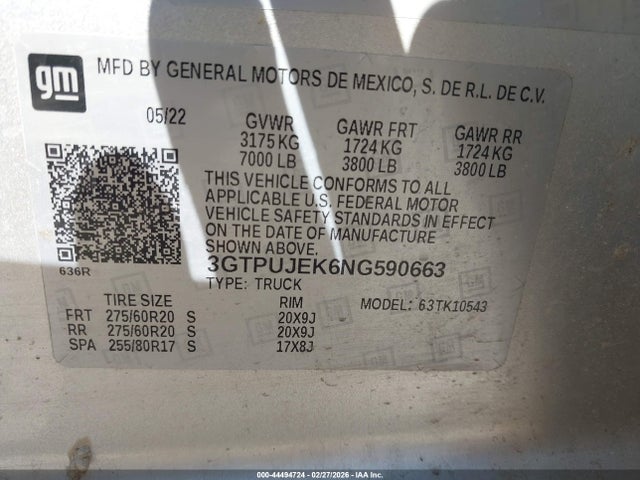 gm
MFD BY GENERAL MOTORS DE MEXICO, S. DE R.L. DE C.V.
05/22 GVWR GAWR FRT GAWR RR
3175 KG 1724 KG 1724 KG
7000 LB 3800 LB 3800 LB
THIS VEHICLE CONFORMS TO ALL
APPLICABLE U.S. FEDERAL MOTOR
VEHICLE SAFETY STANDARDS IN EFFECT
ON THE DATE OF MANUFACTURE
SHOWN ABOVE.
636R
3GTPUJEK6NG590663
TYPE: TRUCK
MODEL: 63TK10543
TIRE SIZE RIM
FRT 275/60R20 S 20X9J
RR 275/60R20 S 20X9J
SPA 255/80R17 S 17X8J
000-44494724 | 02/27/2026 - COPYRIGHT © IAA, LLC